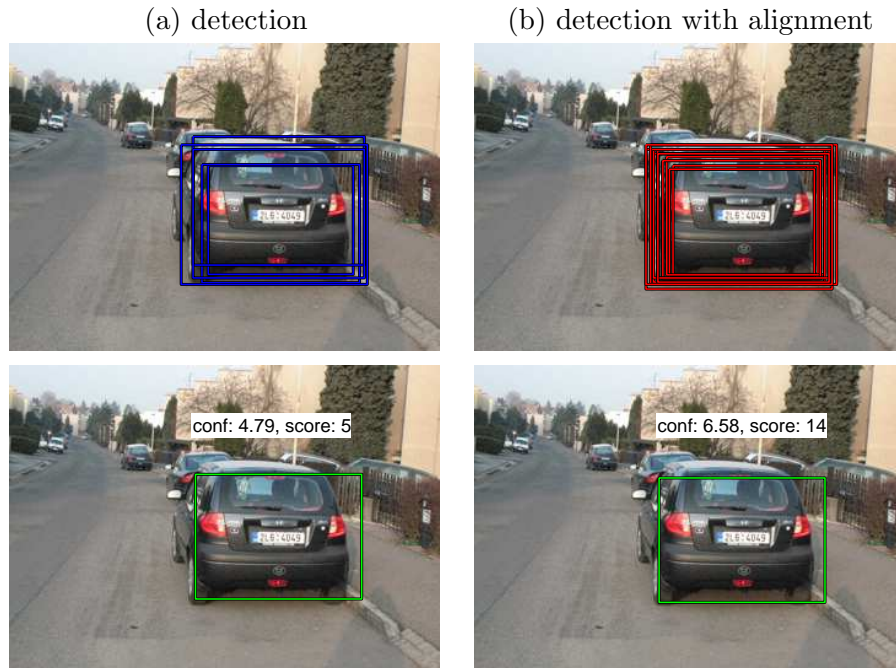 (a) detection
(b) detection with alignment
2L6:4049
2L6:4049
conf: 4.79, score: 5
conf: 6.58, score: 14
2L6:4049
2L6:4049